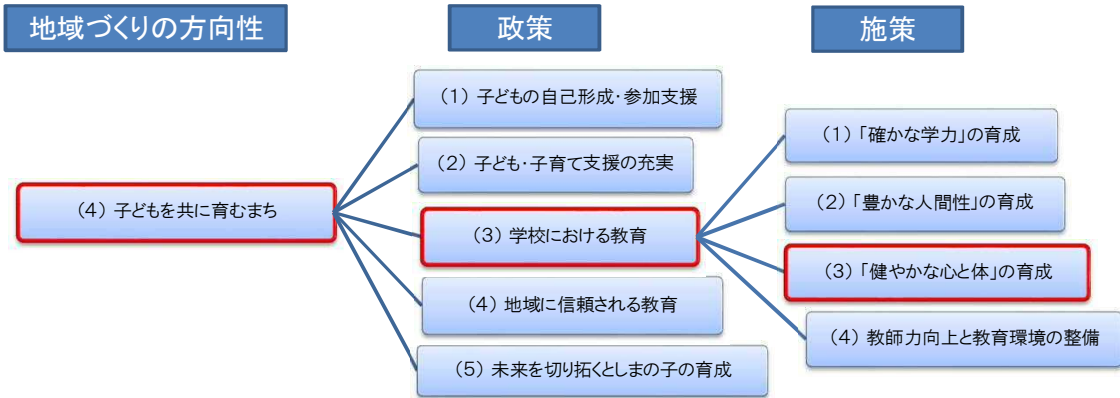 地域づくりの方向性
政策
施策
(4) 子どもを共に育むまち
(1) 子どもの自己形成・参加支援
(2) 子ども・子育て支援の充実
(3) 学校における教育
(4) 地域に信頼される教育
(5) 未来を切り拓くとしまの子の育成
(1) 「確かな学力」の育成
(2) 「豊かな人間性」の育成
(3) 「健やかな心と体」の育成
(4) 教師力向上と教育環境の整備